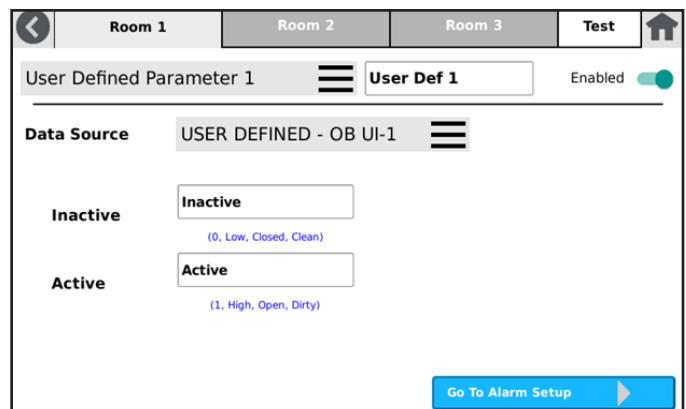 Room 1 Room 2 Room 3 Test
User Defined Parameter 1 User Def 1 Enabled
Data Source USER DEFINED - OB UI-1
Inactive Inactive
(0, Low, Closed, Clean)
Active Active
(1, High, Open, Dirty)
Go To Alarm Setup